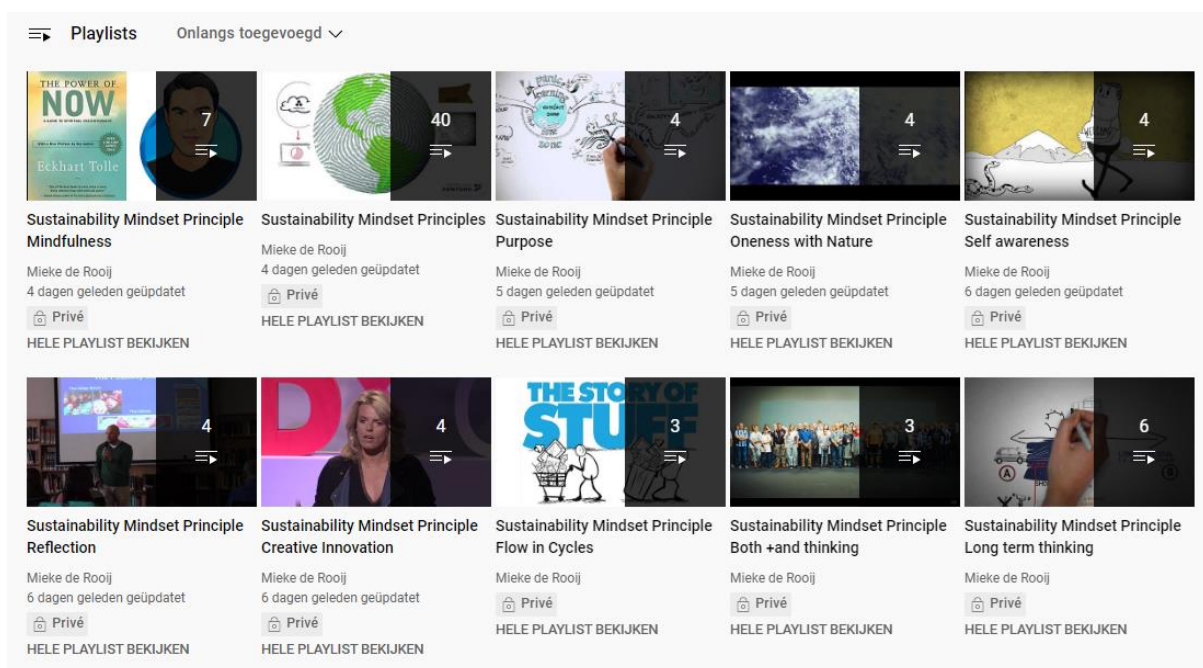 Playlists Onlangs toegevoegd
THE POWER OF
NOW
Eckhart Tolle
7
40
panic
learning
comfort
zone
ZONE
4
4
4
Sustainability Mindset Principle
Mindfulness
Mieke de Rooij
4 dagen geleden geüpdatet
Privé
HELE PLAYLIST BEKIJKEN
Sustainability Mindset Principles
Mieke de Rooij
4 dagen geleden geüpdatet
Privé
HELE PLAYLIST BEKIJKEN
Sustainability Mindset Principle
Purpose
Mieke de Rooij
5 dagen geleden geüpdatet
Privé
HELE PLAYLIST BEKIJKEN
Sustainability Mindset Principle
Oneness with Nature
Mieke de Rooij
5 dagen geleden geüpdatet
Privé
HELE PLAYLIST BEKIJKEN
Sustainability Mindset Principle
Self awareness
Mieke de Rooij
6 dagen geleden geüpdatet
Privé
HELE PLAYLIST BEKIJKEN
4
4
THE STORY OF
STUFF
3
3
A
B
6
Sustainability Mindset Principle
Reflection
Mieke de Rooij
6 dagen geleden geüpdatet
Privé
HELE PLAYLIST BEKIJKEN
Sustainability Mindset Principle
Creative Innovation
Mieke de Rooij
6 dagen geleden geüpdatet
Privé
HELE PLAYLIST BEKIJKEN
Sustainability Mindset Principle
Flow in Cycles
Mieke de Rooij
Privé
HELE PLAYLIST BEKIJKEN
Sustainability Mindset Principle
Both +and thinking
Mieke de Rooij
Privé
HELE PLAYLIST BEKIJKEN
Sustainability Mindset Principle
Long term thinking
Mieke de Rooij
Privé
HELE PLAYLIST BEKIJKEN